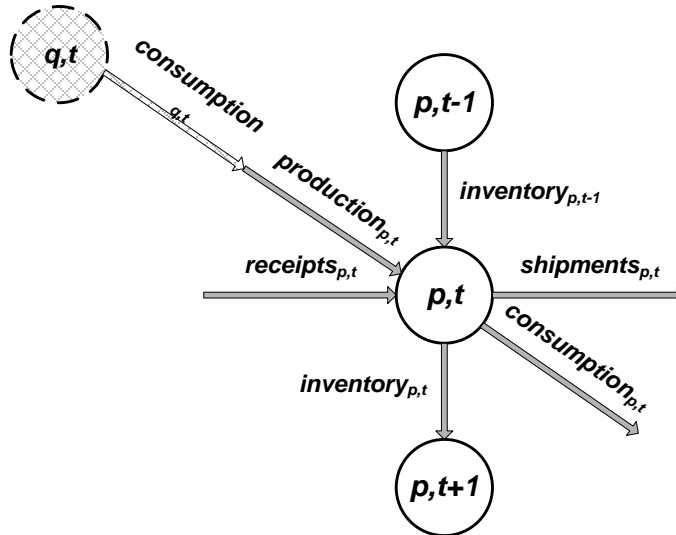 q,t
consumption
q,t
p,t-1
production p,t
inventory p,t-1
receipts p,t
shipments p,t
p,t
consumption p,t
inventory p,t
p,t+1